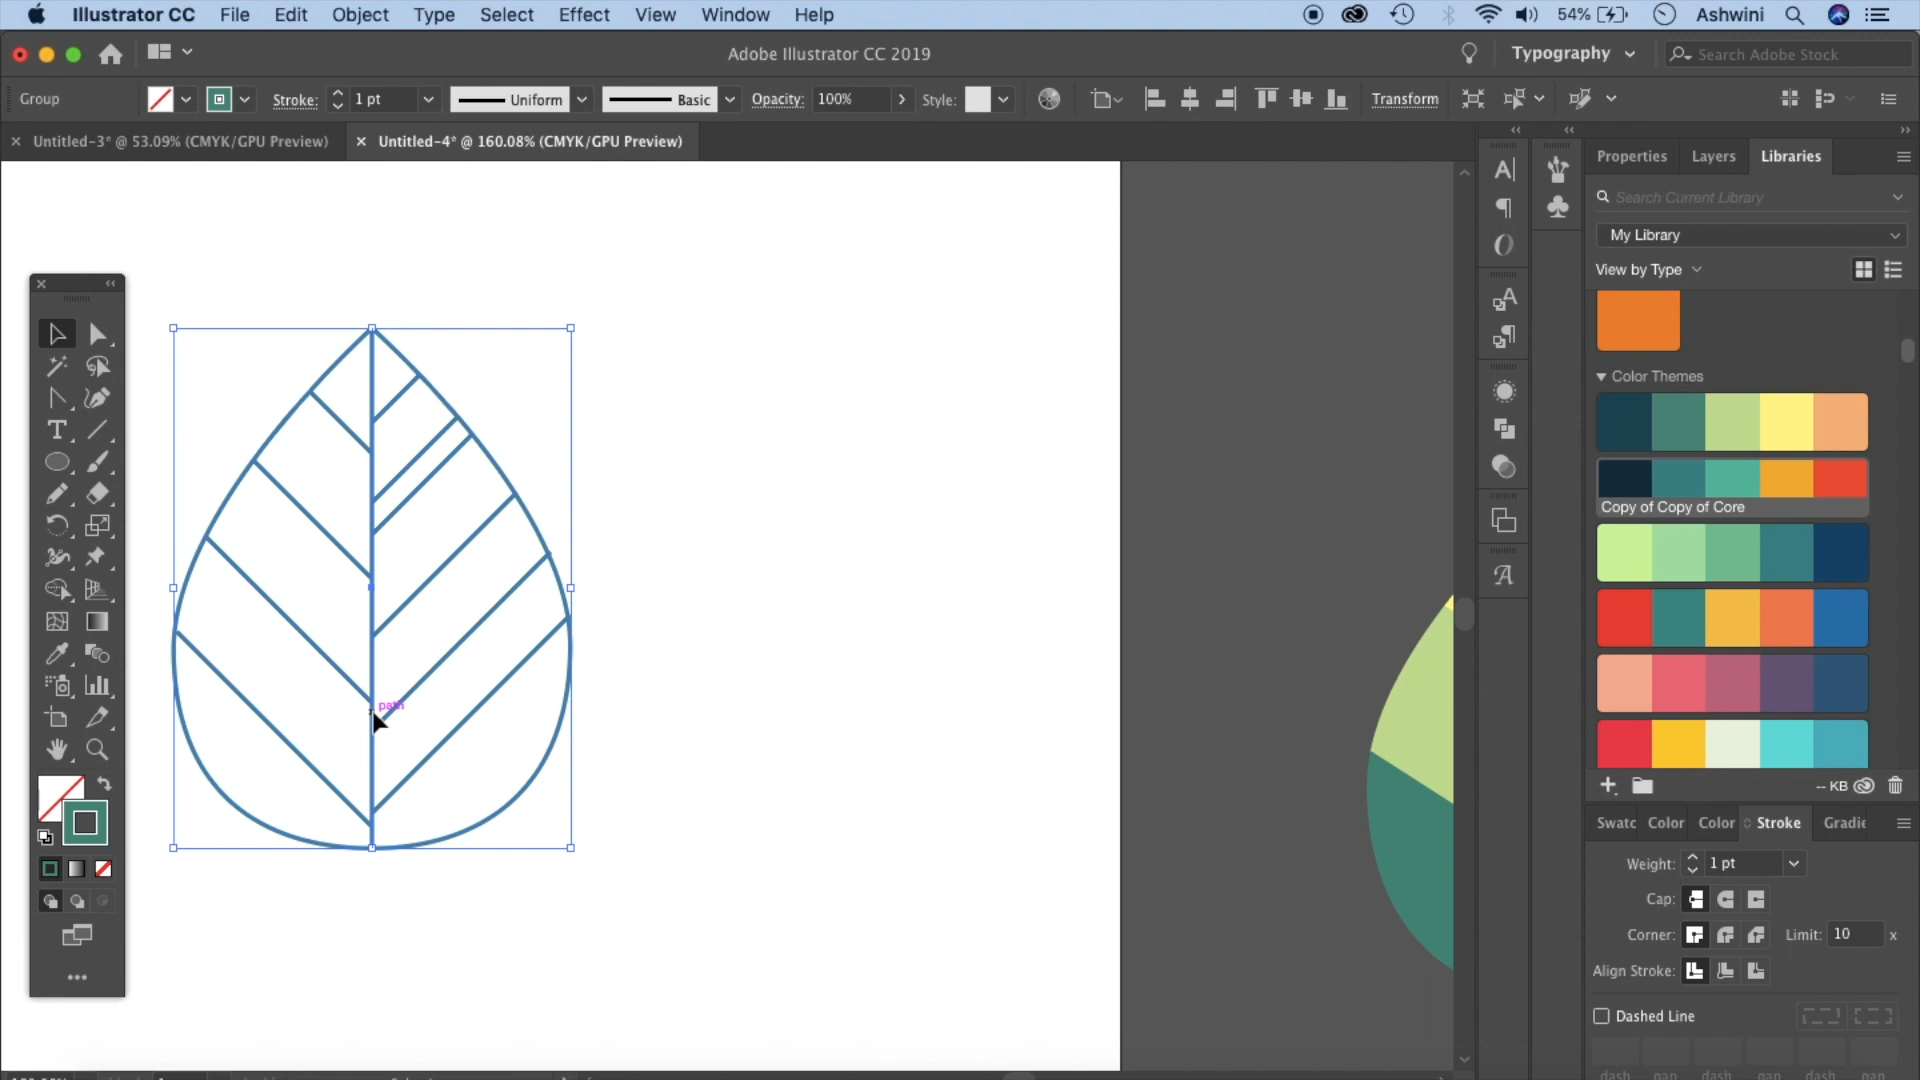 Illustrator CC File Edit Object Type Select Effect View Window Help 54% Ashwini
Adobe Illustrator CC 2019 Typography Search Adobe Stock
Group Stroke: 1 pt Uniform Basic Opacity: 100% Style: Transform
Untitled-3* @ 53.09% (CMYK/GPU Preview) Untitled-4* @ 160.08% (CMYK/GPU Preview)
Properties Layers Libraries
Search Current Library
My Library
View by Type
Color Themes
Copy of Copy of Core
path
-- KB
Swatc Color Color Stroke Gradie
Weight: 1 pt
Cap:
Corner: Limit: 10 x
Align Stroke:
Dashed Line
dash gap dash gap dash gap